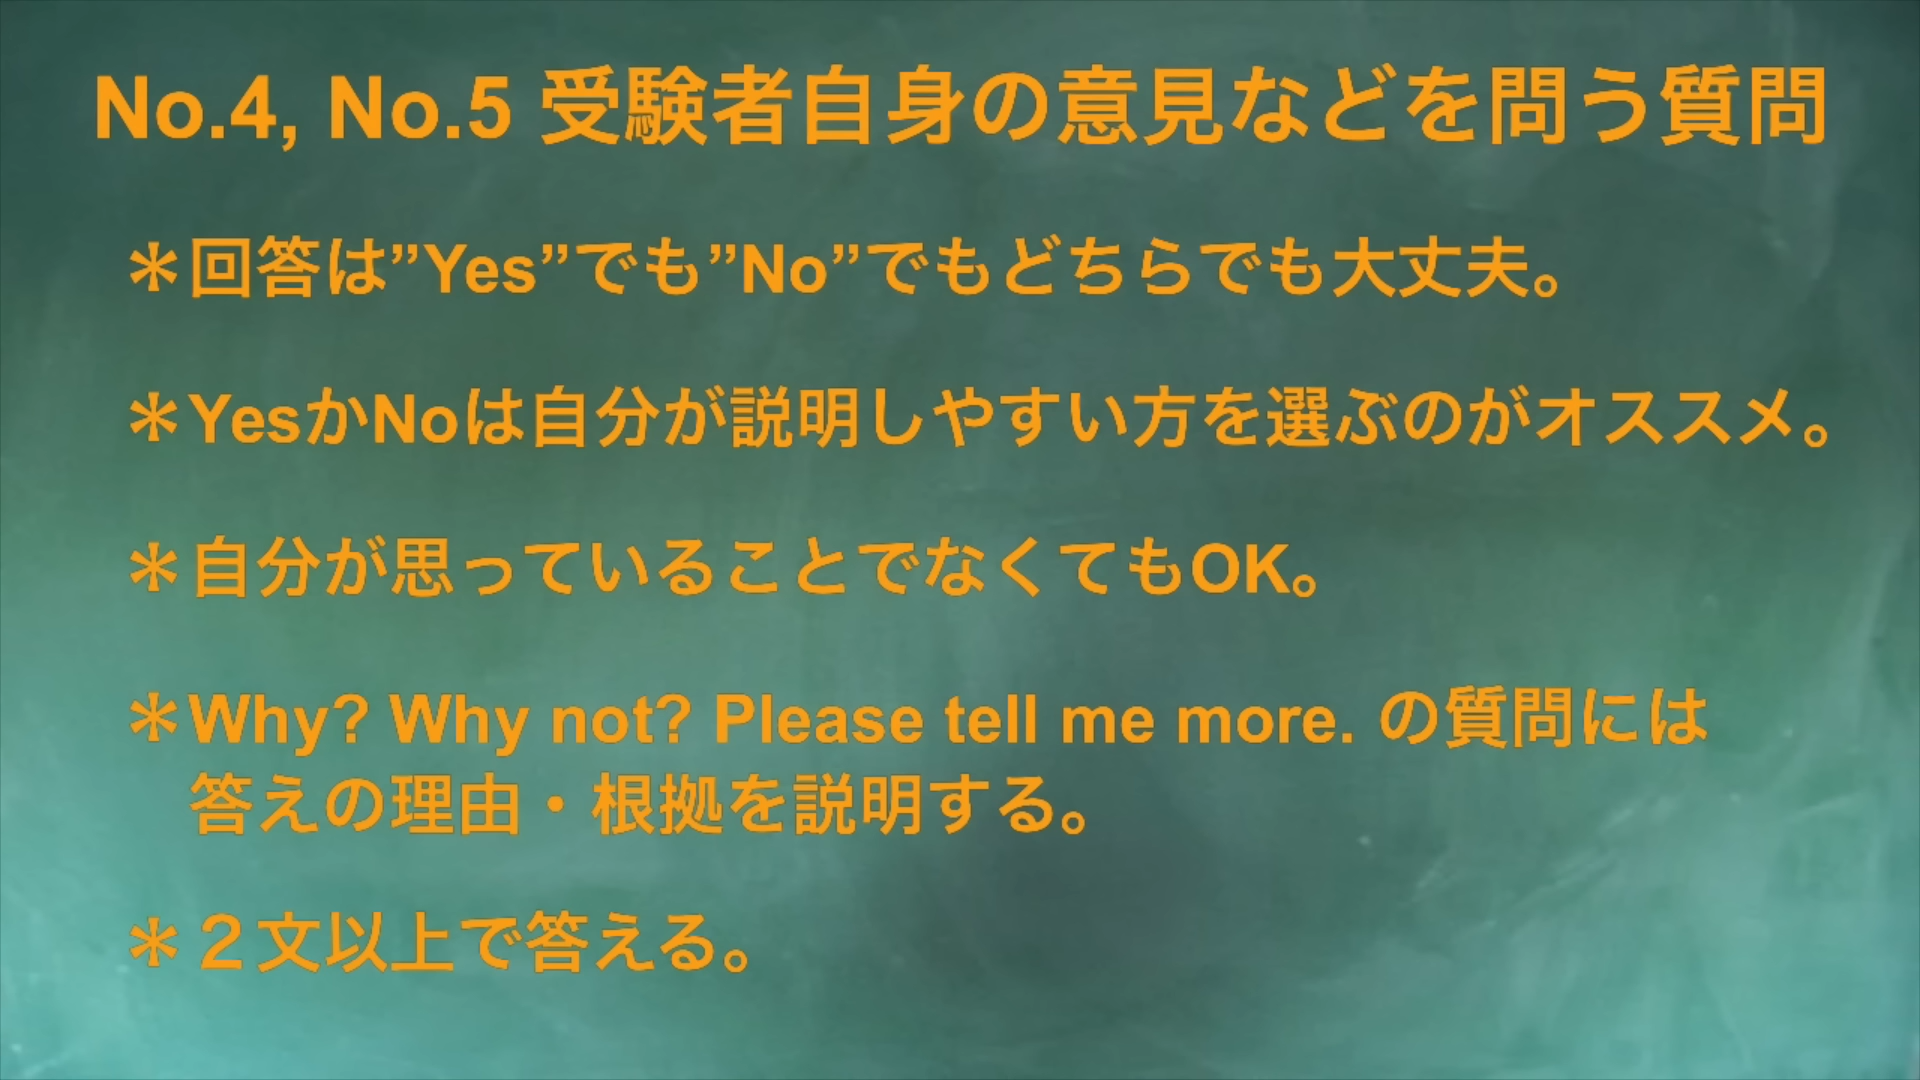 No.4, No.5 受験者自身の意見などを問う質問
＊回答は”Yes”でも”No”でもどちらでも大丈夫。
＊YesかNoは自分が説明しやすい方を選ぶのがオススメ。
＊自分が思っていることでなくてもOK。
＊Why? Why not? Please tell me more. の質問には
答えの理由・根拠を説明する。
＊２文以上で答える。